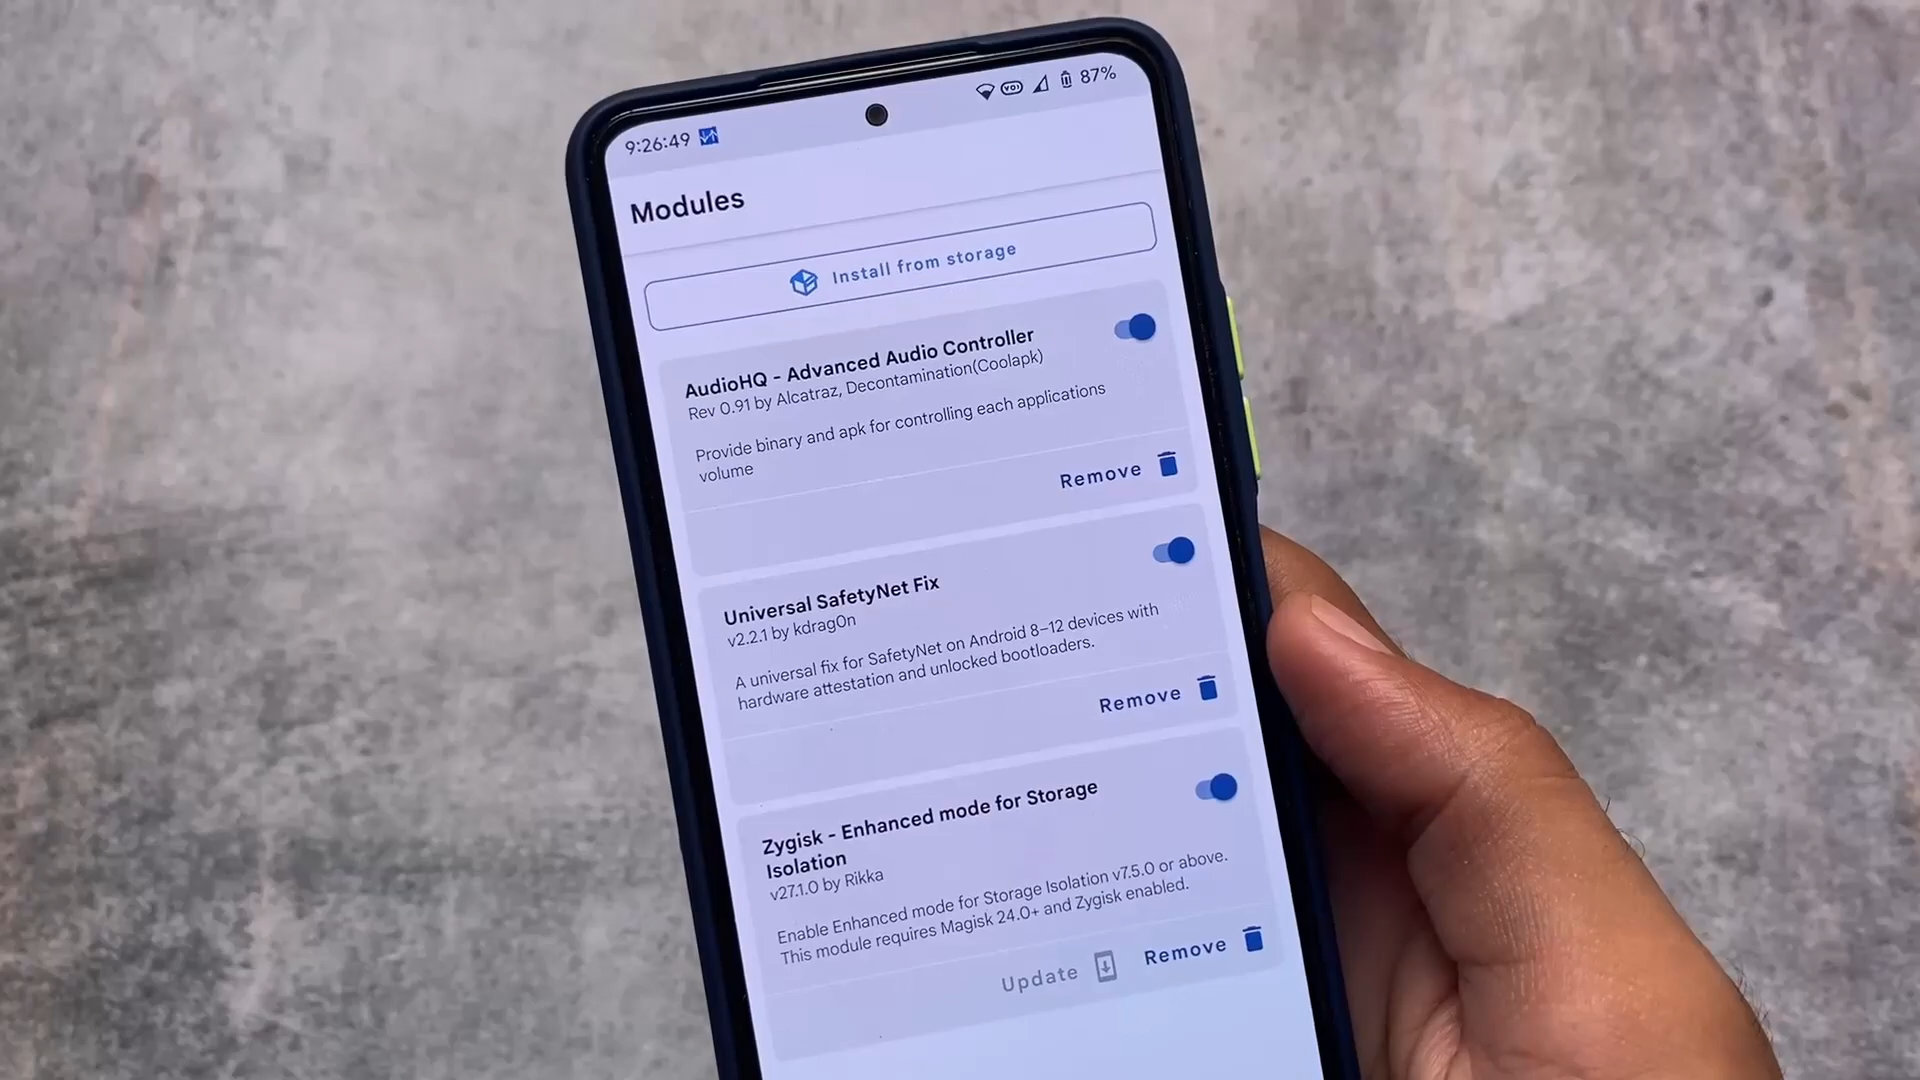 9:26:49
87%
Modules
Install from storage
AudioHQ - Advanced Audio Controller
Rev 0.91 by Alcatraz, Decontamination(Coolapk)
Provide binary and apk for controlling each applications
volume
Remove
Universal SafetyNet Fix
v2.2.1 by kdrag0n
A universal fix for SafetyNet on Android 8–12 devices with
hardware attestation and unlocked bootloaders.
Remove
Zygisk - Enhanced mode for Storage
Isolation
v27.1.0 by Rikka
Enable Enhanced mode for Storage Isolation v7.5.0 or above.
This module requires Magisk 24.0+ and Zygisk enabled.
Update
Remove